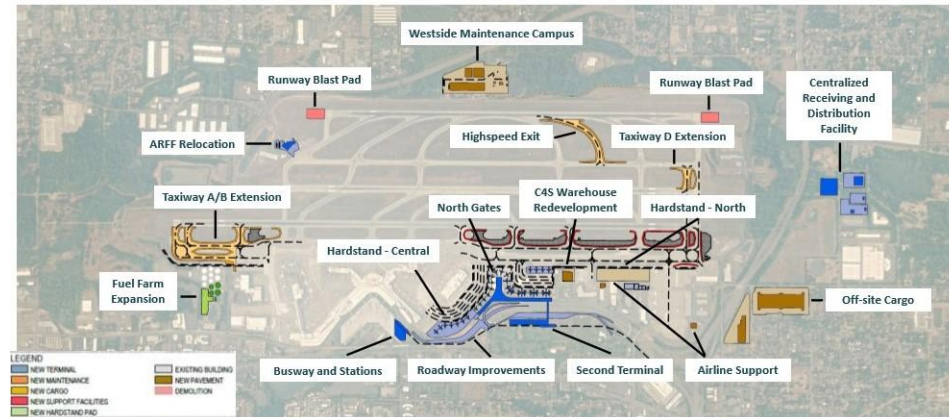 Westside Maintenance Campus
Runway Blast Pad
Runway Blast Pad
Centralized
Receiving and
Distribution
Facility
ARFF Relocation
Highspeed Exit
Taxiway D Extension
Taxiway A/B Extension
North Gates
C4S Warehouse
Redevelopment
Hardstand - North
Hardstand - Central
Fuel Farm
Expansion
Off-site Cargo
Busway and Stations
Roadway Improvements
Second Terminal
Airline Support
LEGEND
NEW TERMINAL
NEW MAINTENANCE
NEW CARGO
NEW SUPPORT FACILITIES
NEW HARDSTAND PAD
EXISTING BUILDING
NEW PAVEMENT
DEMOLITION